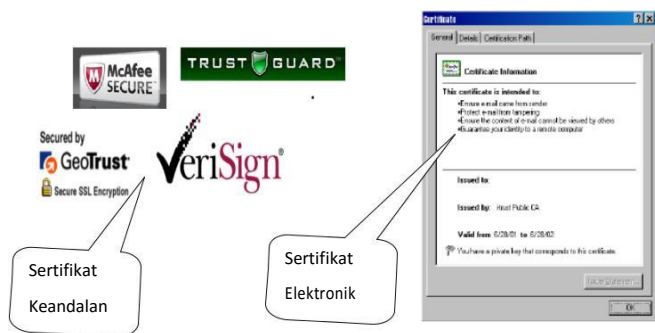 McAfee
SECURE
TRUST GUARD
Secured by
GeoTrust
Secure SSL Encryption
VeriSign
Sertifikat
Keandalan
Sertifikat
Elektronik
Certificate
General
Details
Certification Path
Certificate Information
This certificate is intended to:
•Ensure e-mail came from sender
•Protect e-mail from tampering
•Ensure the content of e-mail cannot be viewed by others
•Guarantee your identity to a remote computer
Issued to:
Issued by: Public CA
Valid from 6/28/01 to 6/28/02
You have a private key that corresponds to this certificate.
OK